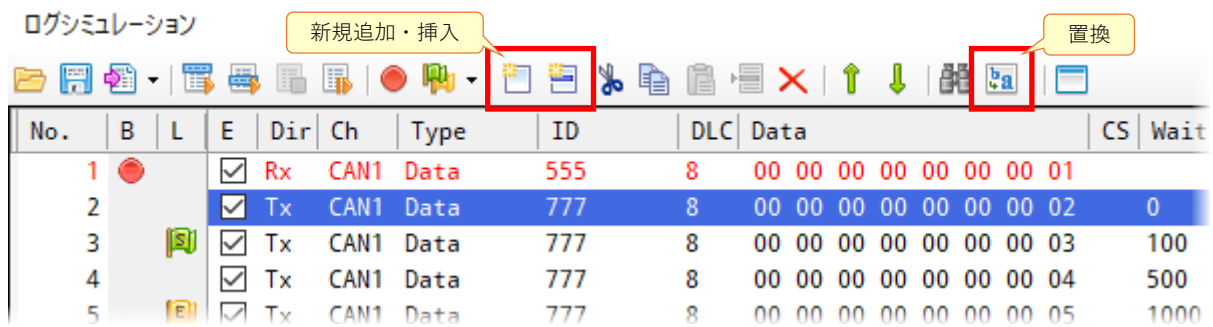 ログシミュレーション
新規追加・挿入
置換
No. B L E Dir Ch Type ID DLC Data CS Wait
1 Rx CAN1 Data 555 8 00 00 00 00 00 00 00 01
2 Tx CAN1 Data 777 8 00 00 00 00 00 00 00 02 0
3 S Tx CAN1 Data 777 8 00 00 00 00 00 00 00 03 100
4 Tx CAN1 Data 777 8 00 00 00 00 00 00 00 04 500
5 E Tx CAN1 Data 777 8 00 00 00 00 00 00 00 05 1000